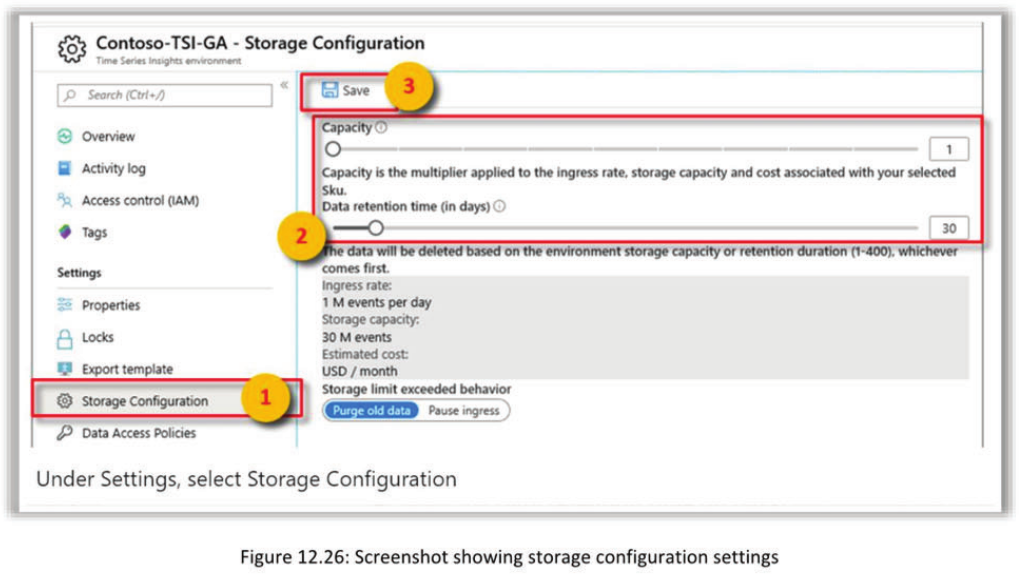 Contoso-TSI-GA - Storage Configuration
Time Series Insights environment
Search (Ctrl+/)
«
Overview
Activity log
Access control (IAM)
Tags
Settings
Properties
Locks
Export template
Storage Configuration
1
Data Access Policies
Save
3
Capacity
1
Capacity is the multiplier applied to the ingress rate, storage capacity and cost associated with your selected
Sku.
Data retention time (in days)
2
30
The data will be deleted based on the environment storage capacity or retention duration (1-400), whichever
comes first.
Ingress rate:
1 M events per day
Storage capacity:
30 M events
Estimated cost:
USD / month
Storage limit exceeded behavior
Purge old data Pause ingress
Under Settings, select Storage Configuration
Figure 12.26: Screenshot showing storage configuration settings